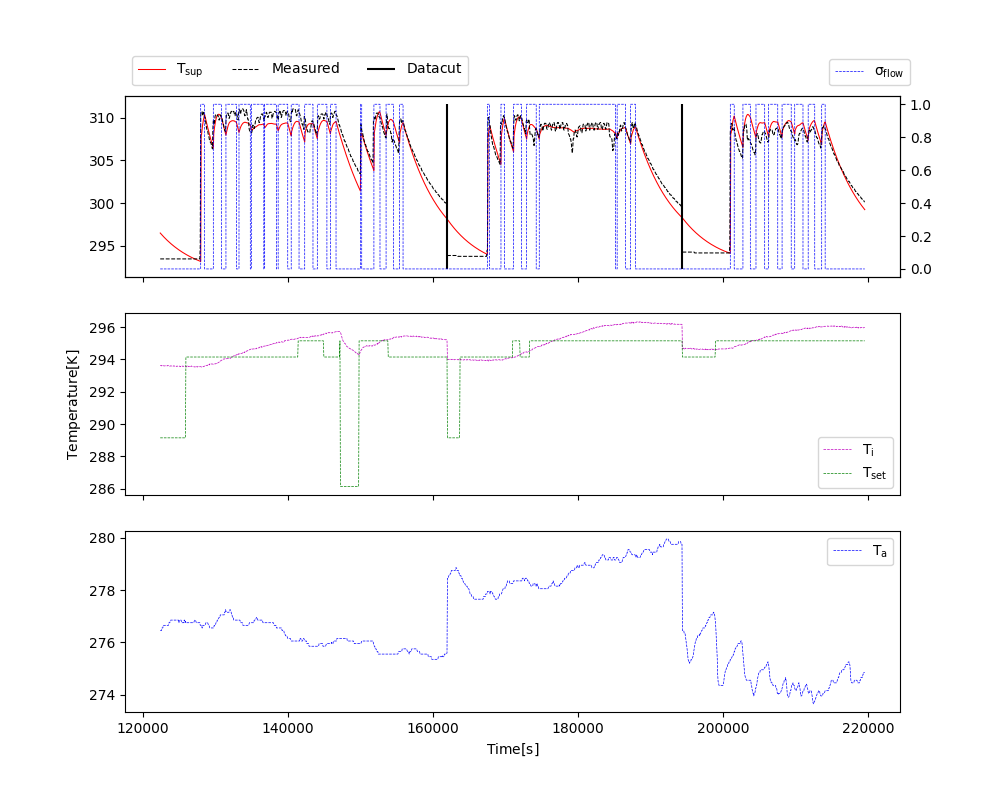 T_sup Measured Datacut σ_flow
310
305
300
295
1.0
0.8
0.6
0.4
0.2
0.0
296
294
292
290
288
286
Temperature[K]
T_i
T_set
280
278
276
274
T_a
120000 140000 160000 180000 200000 220000
Time[s]